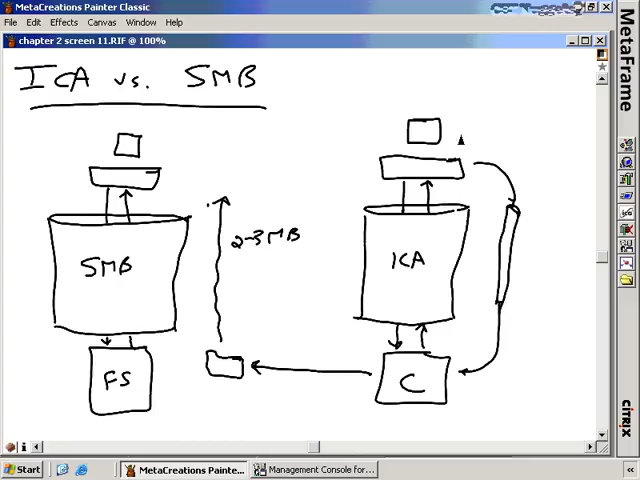 MetaCreations Painter Classic
File Edit Effects Canvas Window Help
chapter 2 screen 11.RIF @ 100%
ICA vs. SMB
2-3MB
SMB
ICA
FS
C
MetaFrame
CITRIX
Start
MetaCreations Painte...
Management Console for...